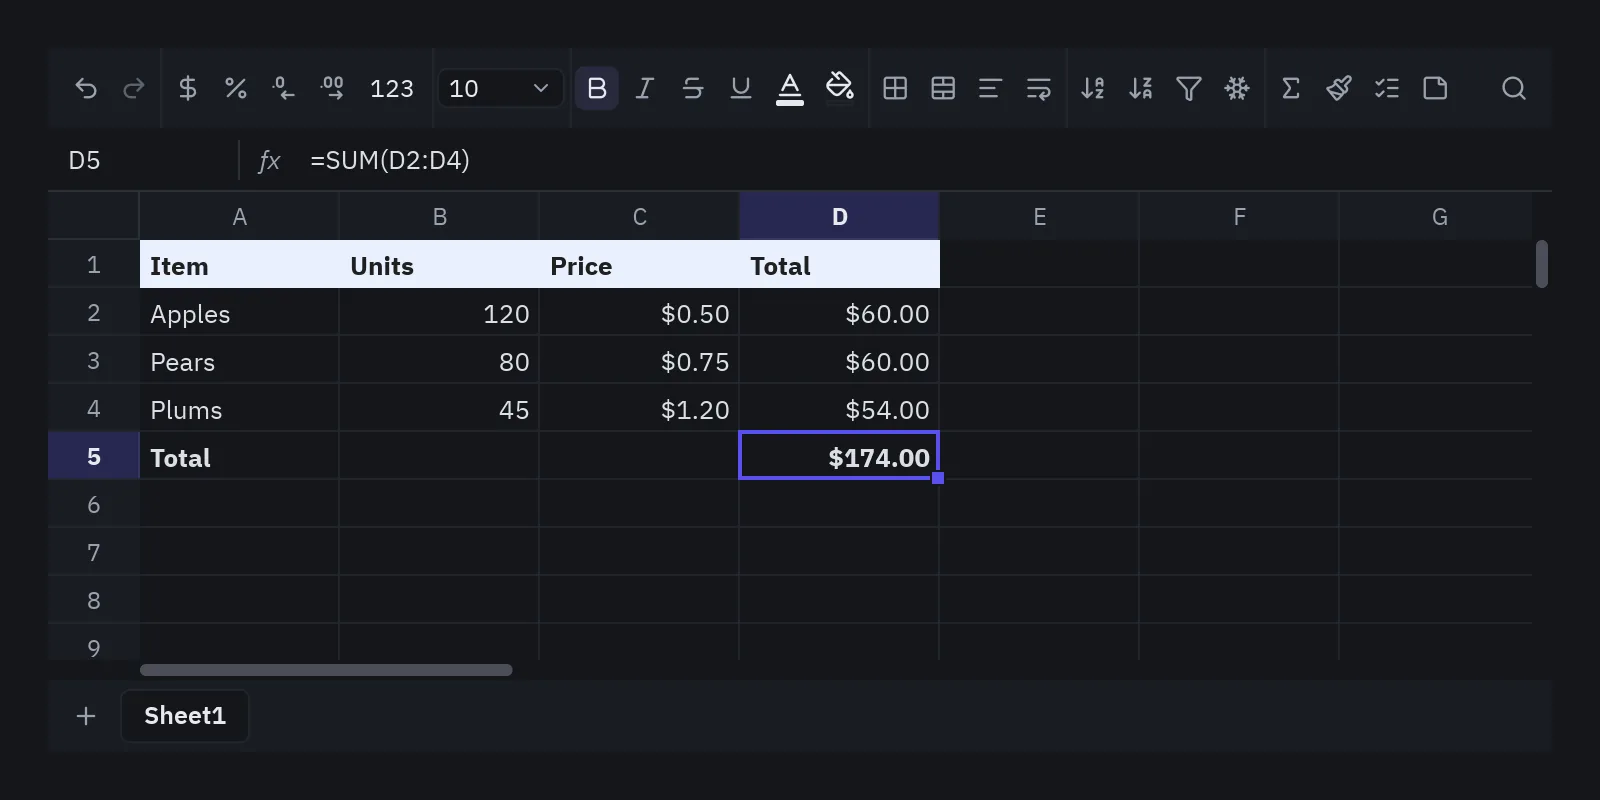 $ % .0 .00 123 10 B I S U A A Z Z A Σ
D5 fx =SUM(D2:D4)
A B C D E F G
1 Item Units Price Total
2 Apples 120 $0.50 $60.00
3 Pears 80 $0.75 $60.00
4 Plums 45 $1.20 $54.00
5 Total $174.00
6
7
8
9
+ Sheet1